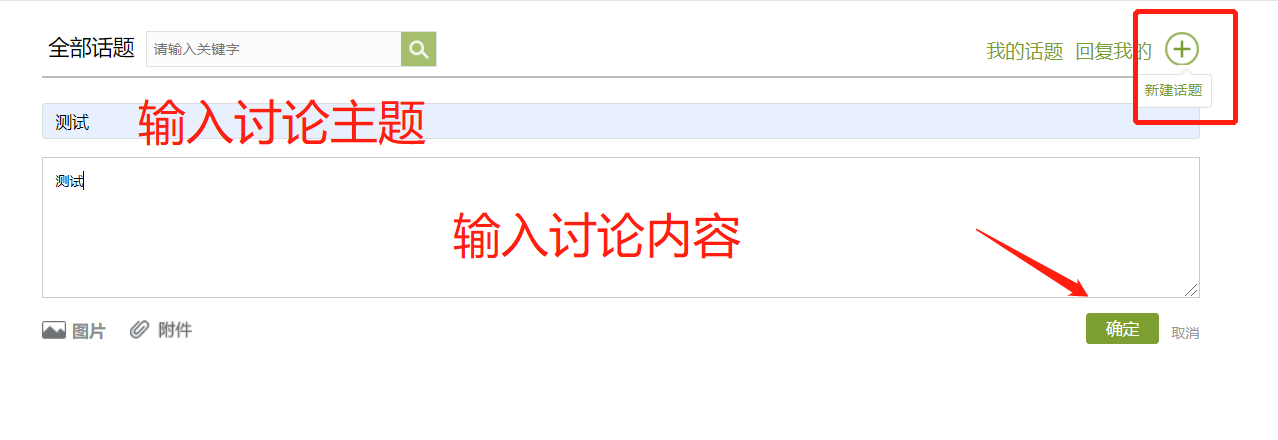 全部话题 请输入关键字 我的话题 回复我的
新建话题
测试 输入讨论主题
测试
输入讨论内容
图片 附件 确定 取消